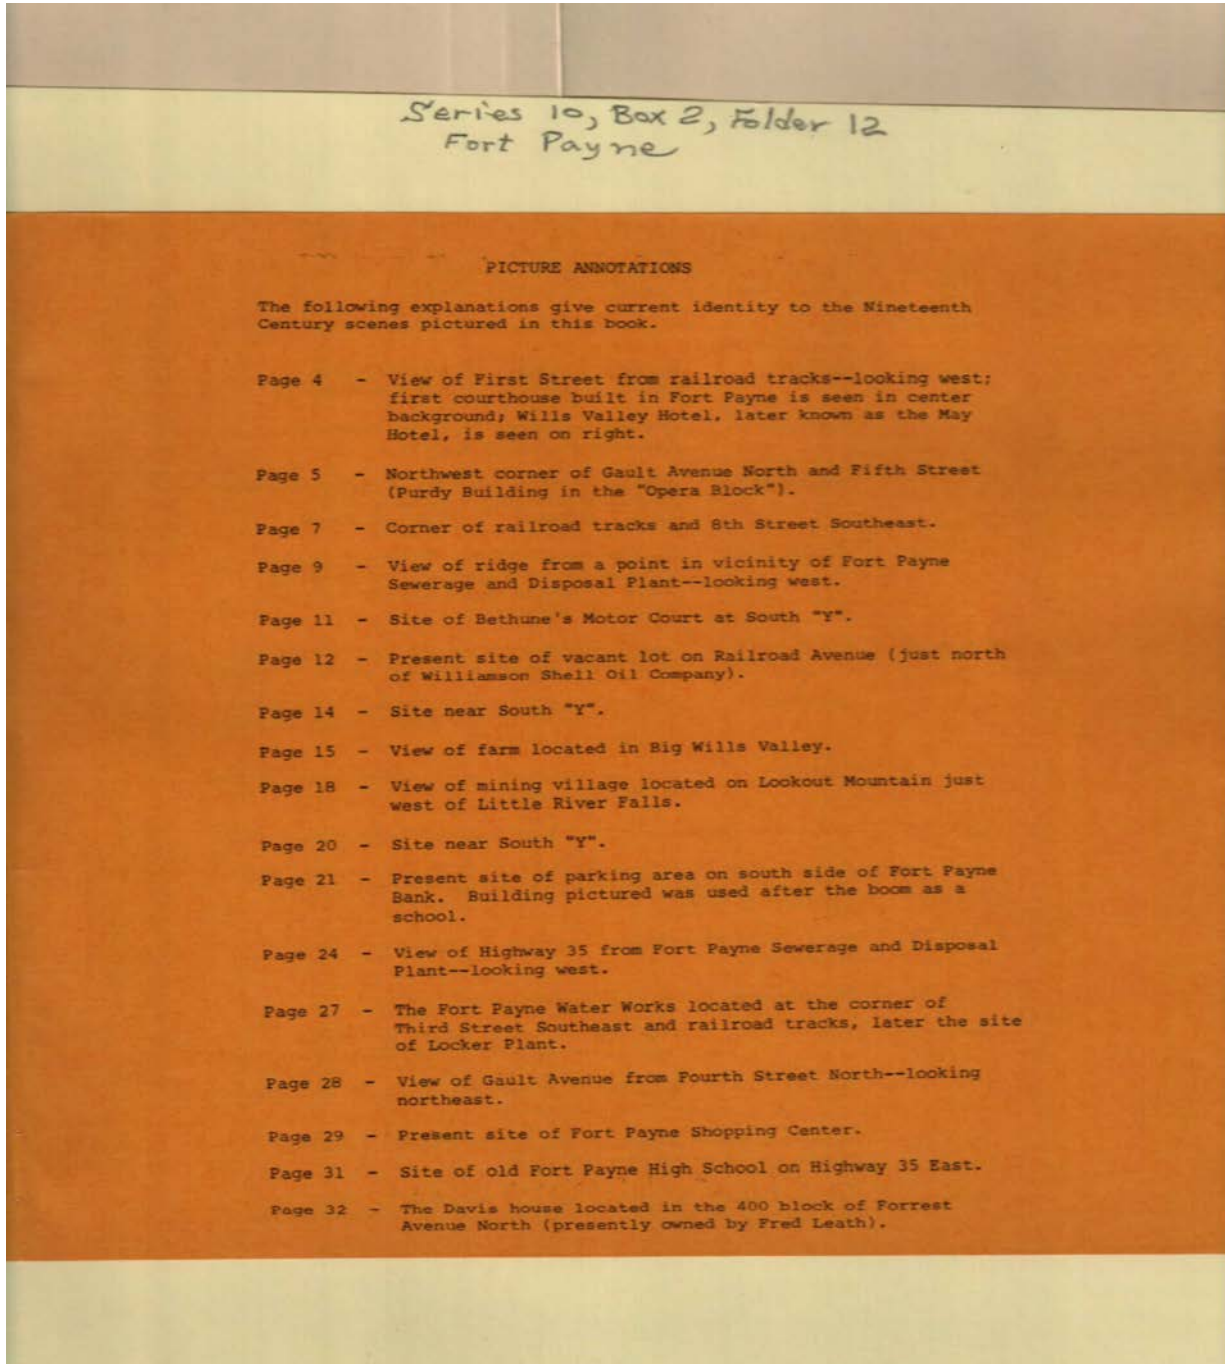 Series 10, Box 2, Folder 12
Fort Payne
PICTURE ANNOTATIONS
The following explanations give current identity to the Nineteenth
Century scenes pictured in this book.
Page 4 - View of First Street from railroad tracks--looking west;
first courthouse built in Fort Payne is seen in center
background; Wills Valley Hotel, later known as the May
Hotel, is seen on right.
Page 5 - Northwest corner of Gault Avenue North and Fifth Street
(Purdy Building in the "Opera Block").
Page 7 - Corner of railroad tracks and 8th Street Southeast.
Page 9 - View of ridge from a point in vicinity of Fort Payne
Sewerage and Disposal Plant--looking west.
Page 11 - Site of Bethune's Motor Court at South "Y".
Page 12 - Present site of vacant lot on Railroad Avenue (just north
of Williamson Shell Oil Company).
Page 14 - Site near South "Y".
Page 15 - View of farm located in Big Wills Valley.
Page 18 - View of mining village located on Lookout Mountain just
west of Little River Falls.
Page 20 - Site near South "Y".
Page 21 - Present site of parking area on south side of Fort Payne
Bank. Building pictured was used after the boom as a
school.
Page 24 - View of Highway 35 from Fort Payne Sewerage and Disposal
Plant--looking west.
Page 27 - The Fort Payne Water Works located at the corner of
Third Street Southeast and railroad tracks, later the site
of Locker Plant.
Page 28 - View of Gault Avenue from Fourth Street North--looking
northeast.
Page 29 - Present site of Fort Payne Shopping Center.
Page 31 - Site of old Fort Payne High School on Highway 35 East.
Page 32 - The Davis house located in the 400 block of Forrest
Avenue North (presently owned by Fred Leath).